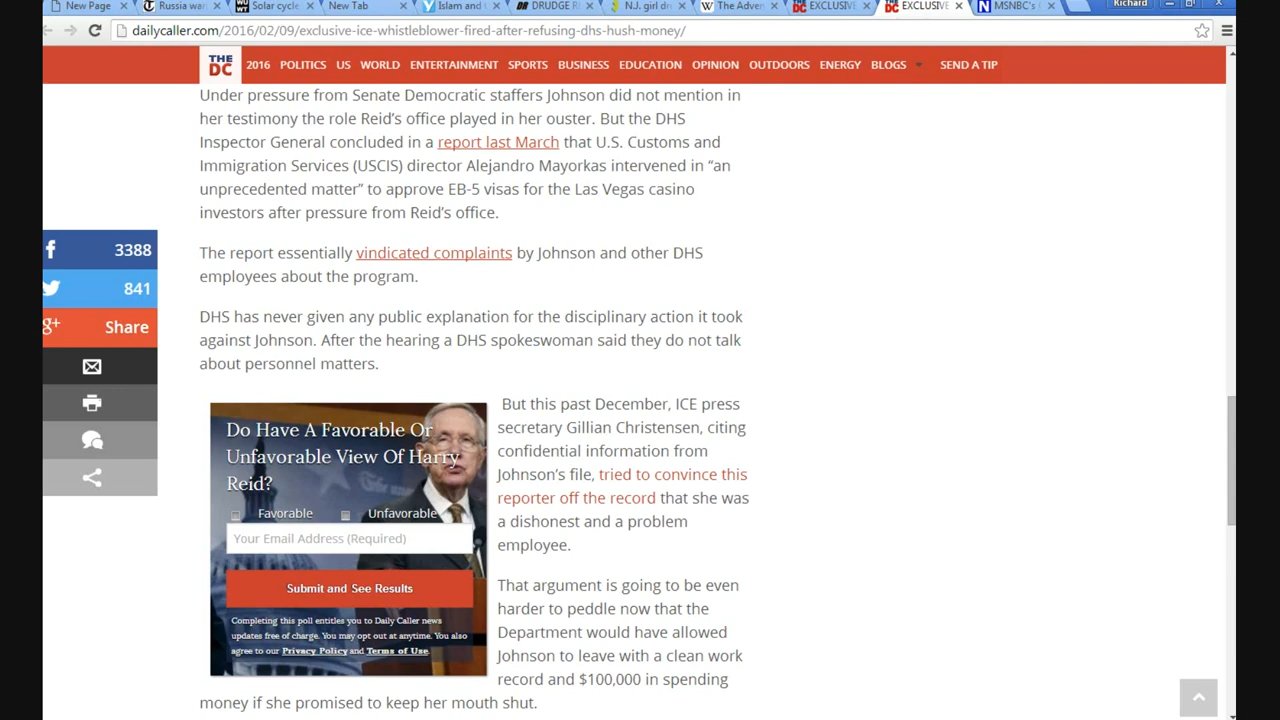 New Page
Russia wan
Solar cycle
New Tab
Islam and
DRUDGE R
N.J. girl dr
The Adven
EXCLUSIVE
EXCLUSIVE
MSNBC's
Richard
dailycaller.com/2016/02/09/exclusive-ice-whistleblower-fired-after-refusing-dhs-hush-money/
THE DC 2016 POLITICS US WORLD ENTERTAINMENT SPORTS BUSINESS EDUCATION OPINION OUTDOORS ENERGY BLOGS SEND A TIP
Under pressure from Senate Democratic staffers Johnson did not mention in
her testimony the role Reid's office played in her ouster. But the DHS
Inspector General concluded in a report last March that U.S. Customs and
Immigration Services (USCIS) director Alejandro Mayorkas intervened in “an
unprecedented matter” to approve EB-5 visas for the Las Vegas casino
investors after pressure from Reid's office.
The report essentially vindicated complaints by Johnson and other DHS
employees about the program.
DHS has never given any public explanation for the disciplinary action it took
against Johnson. After the hearing a DHS spokeswoman said they do not talk
about personnel matters.
3388
841
g+ Share
Do Have A Favorable Or
Unfavorable View Of Harry
Reid?
Favorable Unfavorable
Your Email Address (Required)
Submit and See Results
Completing this poll entitles you to Daily Caller news
updates free of charge. You may opt out at anytime. You also
agree to our Privacy Policy and Terms of Use.
But this past December, ICE press
secretary Gillian Christensen, citing
confidential information from
Johnson's file, tried to convince this
reporter off the record that she was
a dishonest and a problem
employee.
That argument is going to be even
harder to peddle now that the
Department would have allowed
Johnson to leave with a clean work
record and $100,000 in spending
money if she promised to keep her mouth shut.